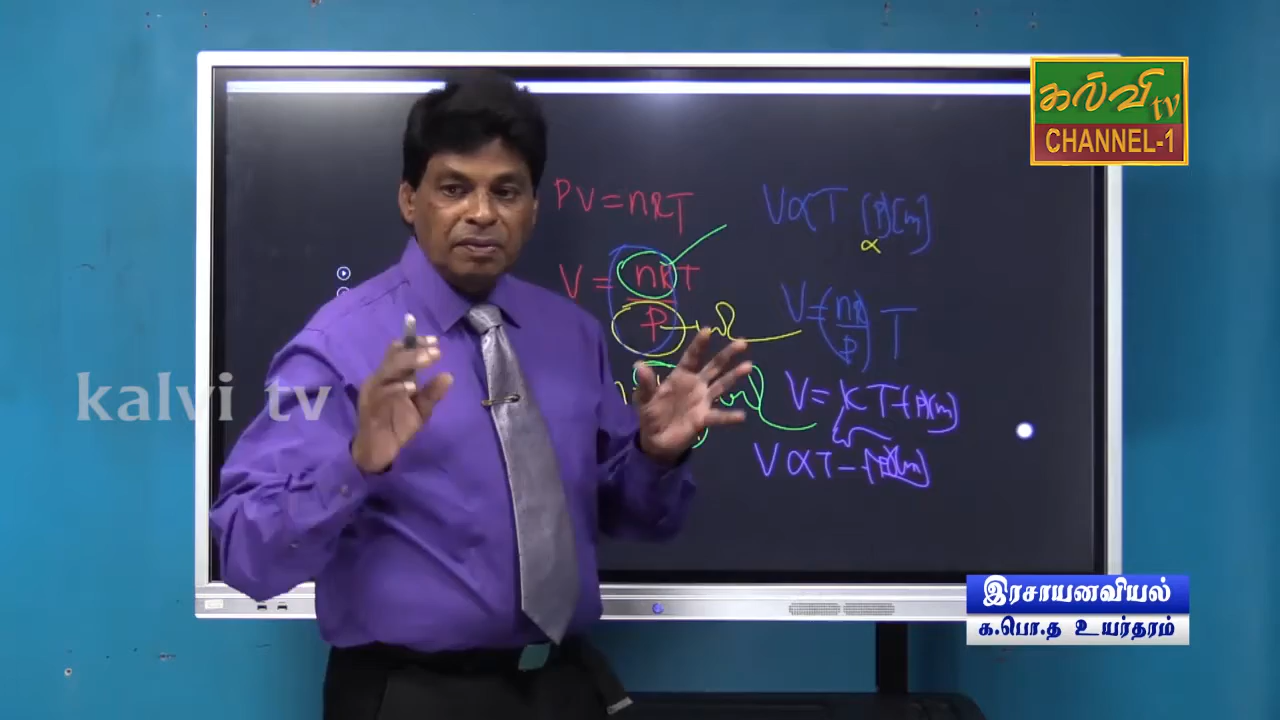 கல்வி tv
CHANNEL-1
PV = nRT
V ∝ T [P][m]
∝
V = nRT
P
V = (nR) T
P
kalvi tv
V = KT
V ∝ T
இரசாயனவியல்
க.பொ.த உயர்தரம்